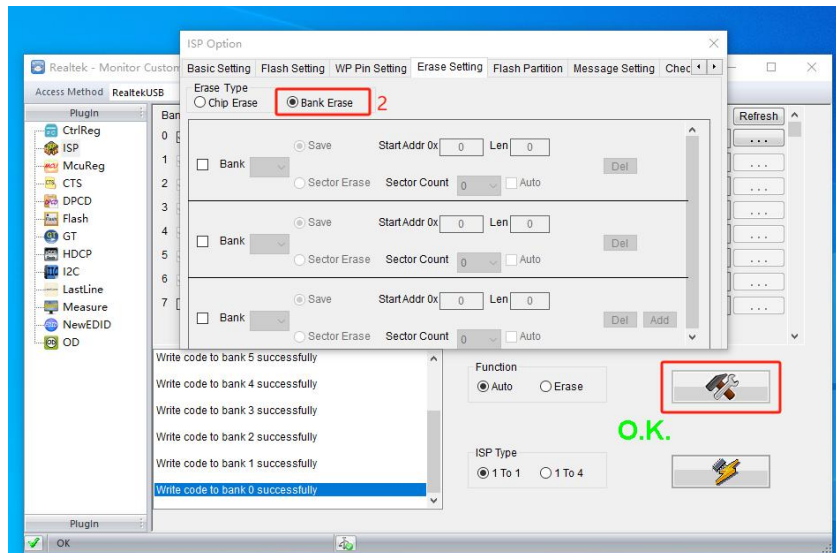 ISP Option
Realtek - Monitor Custom
Basic Setting Flash Setting WP Pin Setting Erase Setting Flash Partition Message Setting Chec
Access Method RealtekUSB
Erase Type
Chip Erase Bank Erase 2
PlugIn
CtrlReg
ISP
McuReg
CTS
DPCD
Flash
GT
HDCP
I2C
LastLine
Measure
NewEDID
OD
PlugIn
Ban
0
1
2
3
4
5
6
7
Save StartAddr 0x 0 Len 0
Bank Del
Sector Erase Sector Count 0 Auto
Save StartAddr 0x 0 Len 0
Bank Del
Sector Erase Sector Count 0 Auto
Save StartAddr 0x 0 Len 0
Bank Del Add
Sector Erase Sector Count 0 Auto
Refresh
...
...
...
...
...
...
...
...
Write code to bank 5 successfully
Write code to bank 4 successfully
Write code to bank 3 successfully
Write code to bank 2 successfully
Write code to bank 1 successfully
Write code to bank 0 successfully
Function
Auto Erase
O.K.
ISP Type
1 To 1 1 To 4
OK